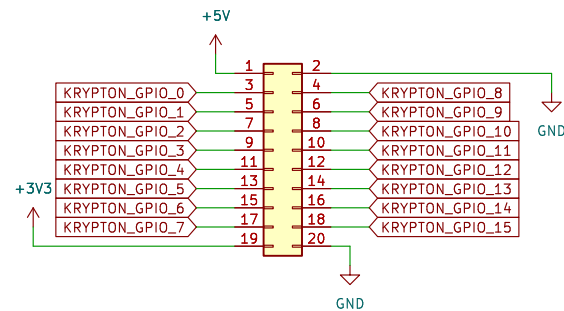 +5V
1 2
KRYPTON_GPIO_0 3 4 KRYPTON_GPIO_8
KRYPTON_GPIO_1 5 6 KRYPTON_GPIO_9
KRYPTON_GPIO_2 7 8 KRYPTON_GPIO_10
GND
KRYPTON_GPIO_3 9 10 KRYPTON_GPIO_11
KRYPTON_GPIO_4 11 12 KRYPTON_GPIO_12
+3V3
KRYPTON_GPIO_5 13 14 KRYPTON_GPIO_13
KRYPTON_GPIO_6 15 16 KRYPTON_GPIO_14
KRYPTON_GPIO_7 17 18 KRYPTON_GPIO_15
19 20
GND